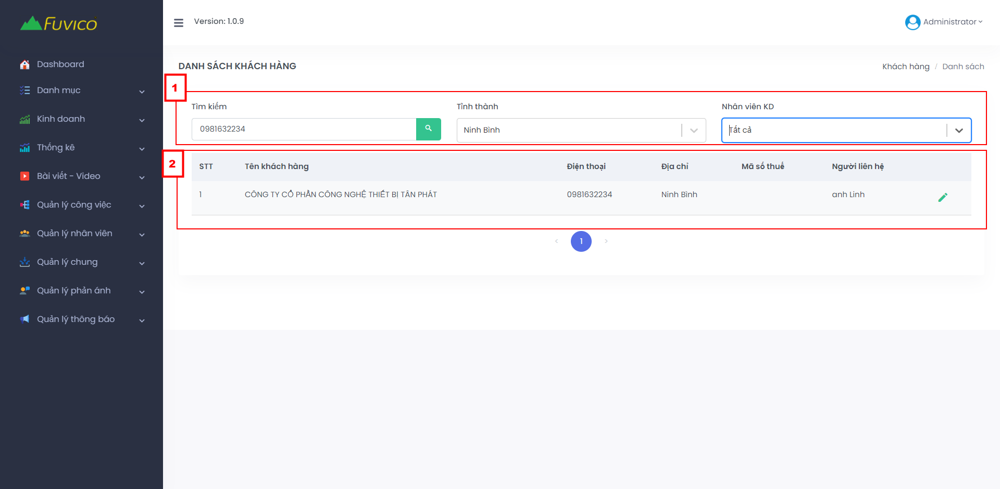 FUVICO
Version: 1.0.9
Administrator
Dashboard
Danh mục
Kinh doanh
Thống kê
Bài viết - Video
Quản lý công việc
Quản lý nhân viên
Quản lý chung
Quản lý phản ánh
Quản lý thông báo
DANH SÁCH KHÁCH HÀNG
Khách hàng / Danh sách
1
Tìm kiếm
Tỉnh thành
Nhân viên KD
0981632234
Ninh Bình
Tất cả
2
STT Tên khách hàng Điện thoại Địa chỉ Mã số thuế Người liên hệ
1 CÔNG TY CỔ PHẦN CÔNG NGHỆ THIẾT BỊ TÂN PHÁT 0981632234 Ninh Bình anh Linh
< 1 >